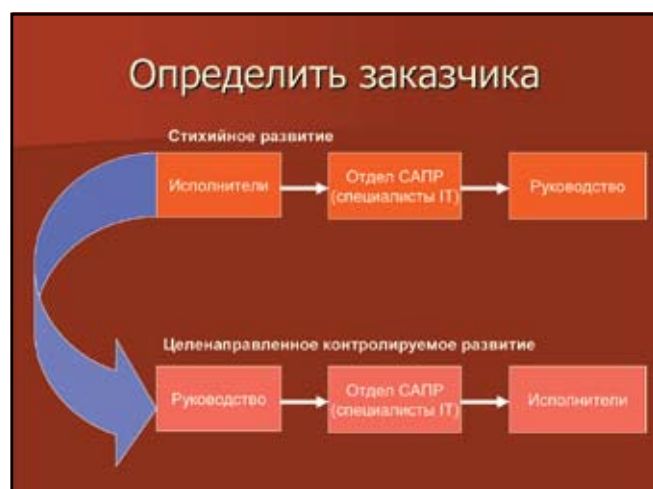 Определить заказчика
Стихийное развитие
Исполнители
Отдел САПР
(специалисты IT)
Руководство
Целенаправленное контролируемое развитие
Руководство
Отдел САПР
(специалисты IT)
Исполнители